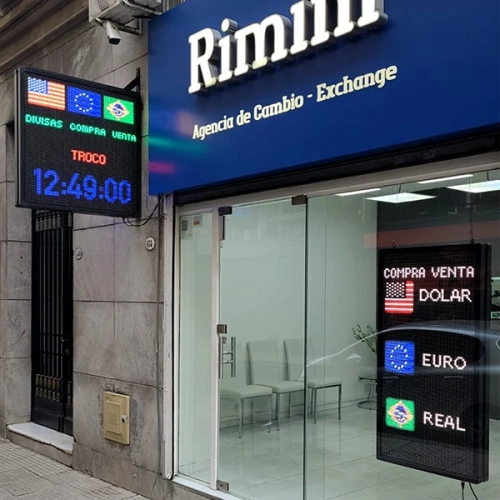 Rimini
Agencia de Cambio - Exchange
DIVISAS COMPRA VENTA
TROCO
12:49:00
COMPRA VENTA
DOLAR
EURO
REAL